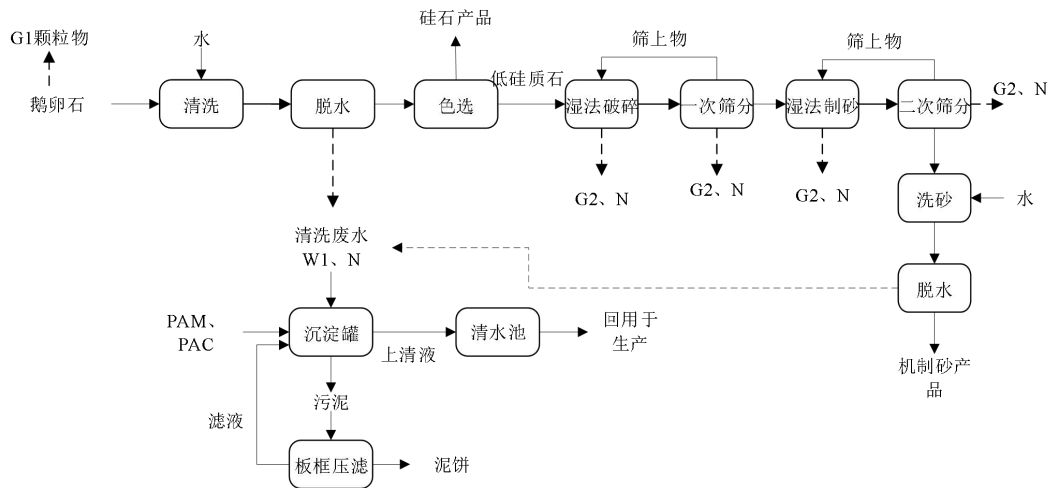 硅石产品
G1颗粒物
水
筛上物
筛上物
鹅卵石
清洗
脱水
色选
低硅质石
湿法破碎
一次筛分
湿法制砂
二次筛分
G2、N
G2、N
G2、N
G2、N
洗砂
水
清洗废水
W1、N
脱水
PAM、
PAC
沉淀罐
上清液
清水池
回用于
生产
机制砂产
品
污泥
滤液
板框压滤
泥饼